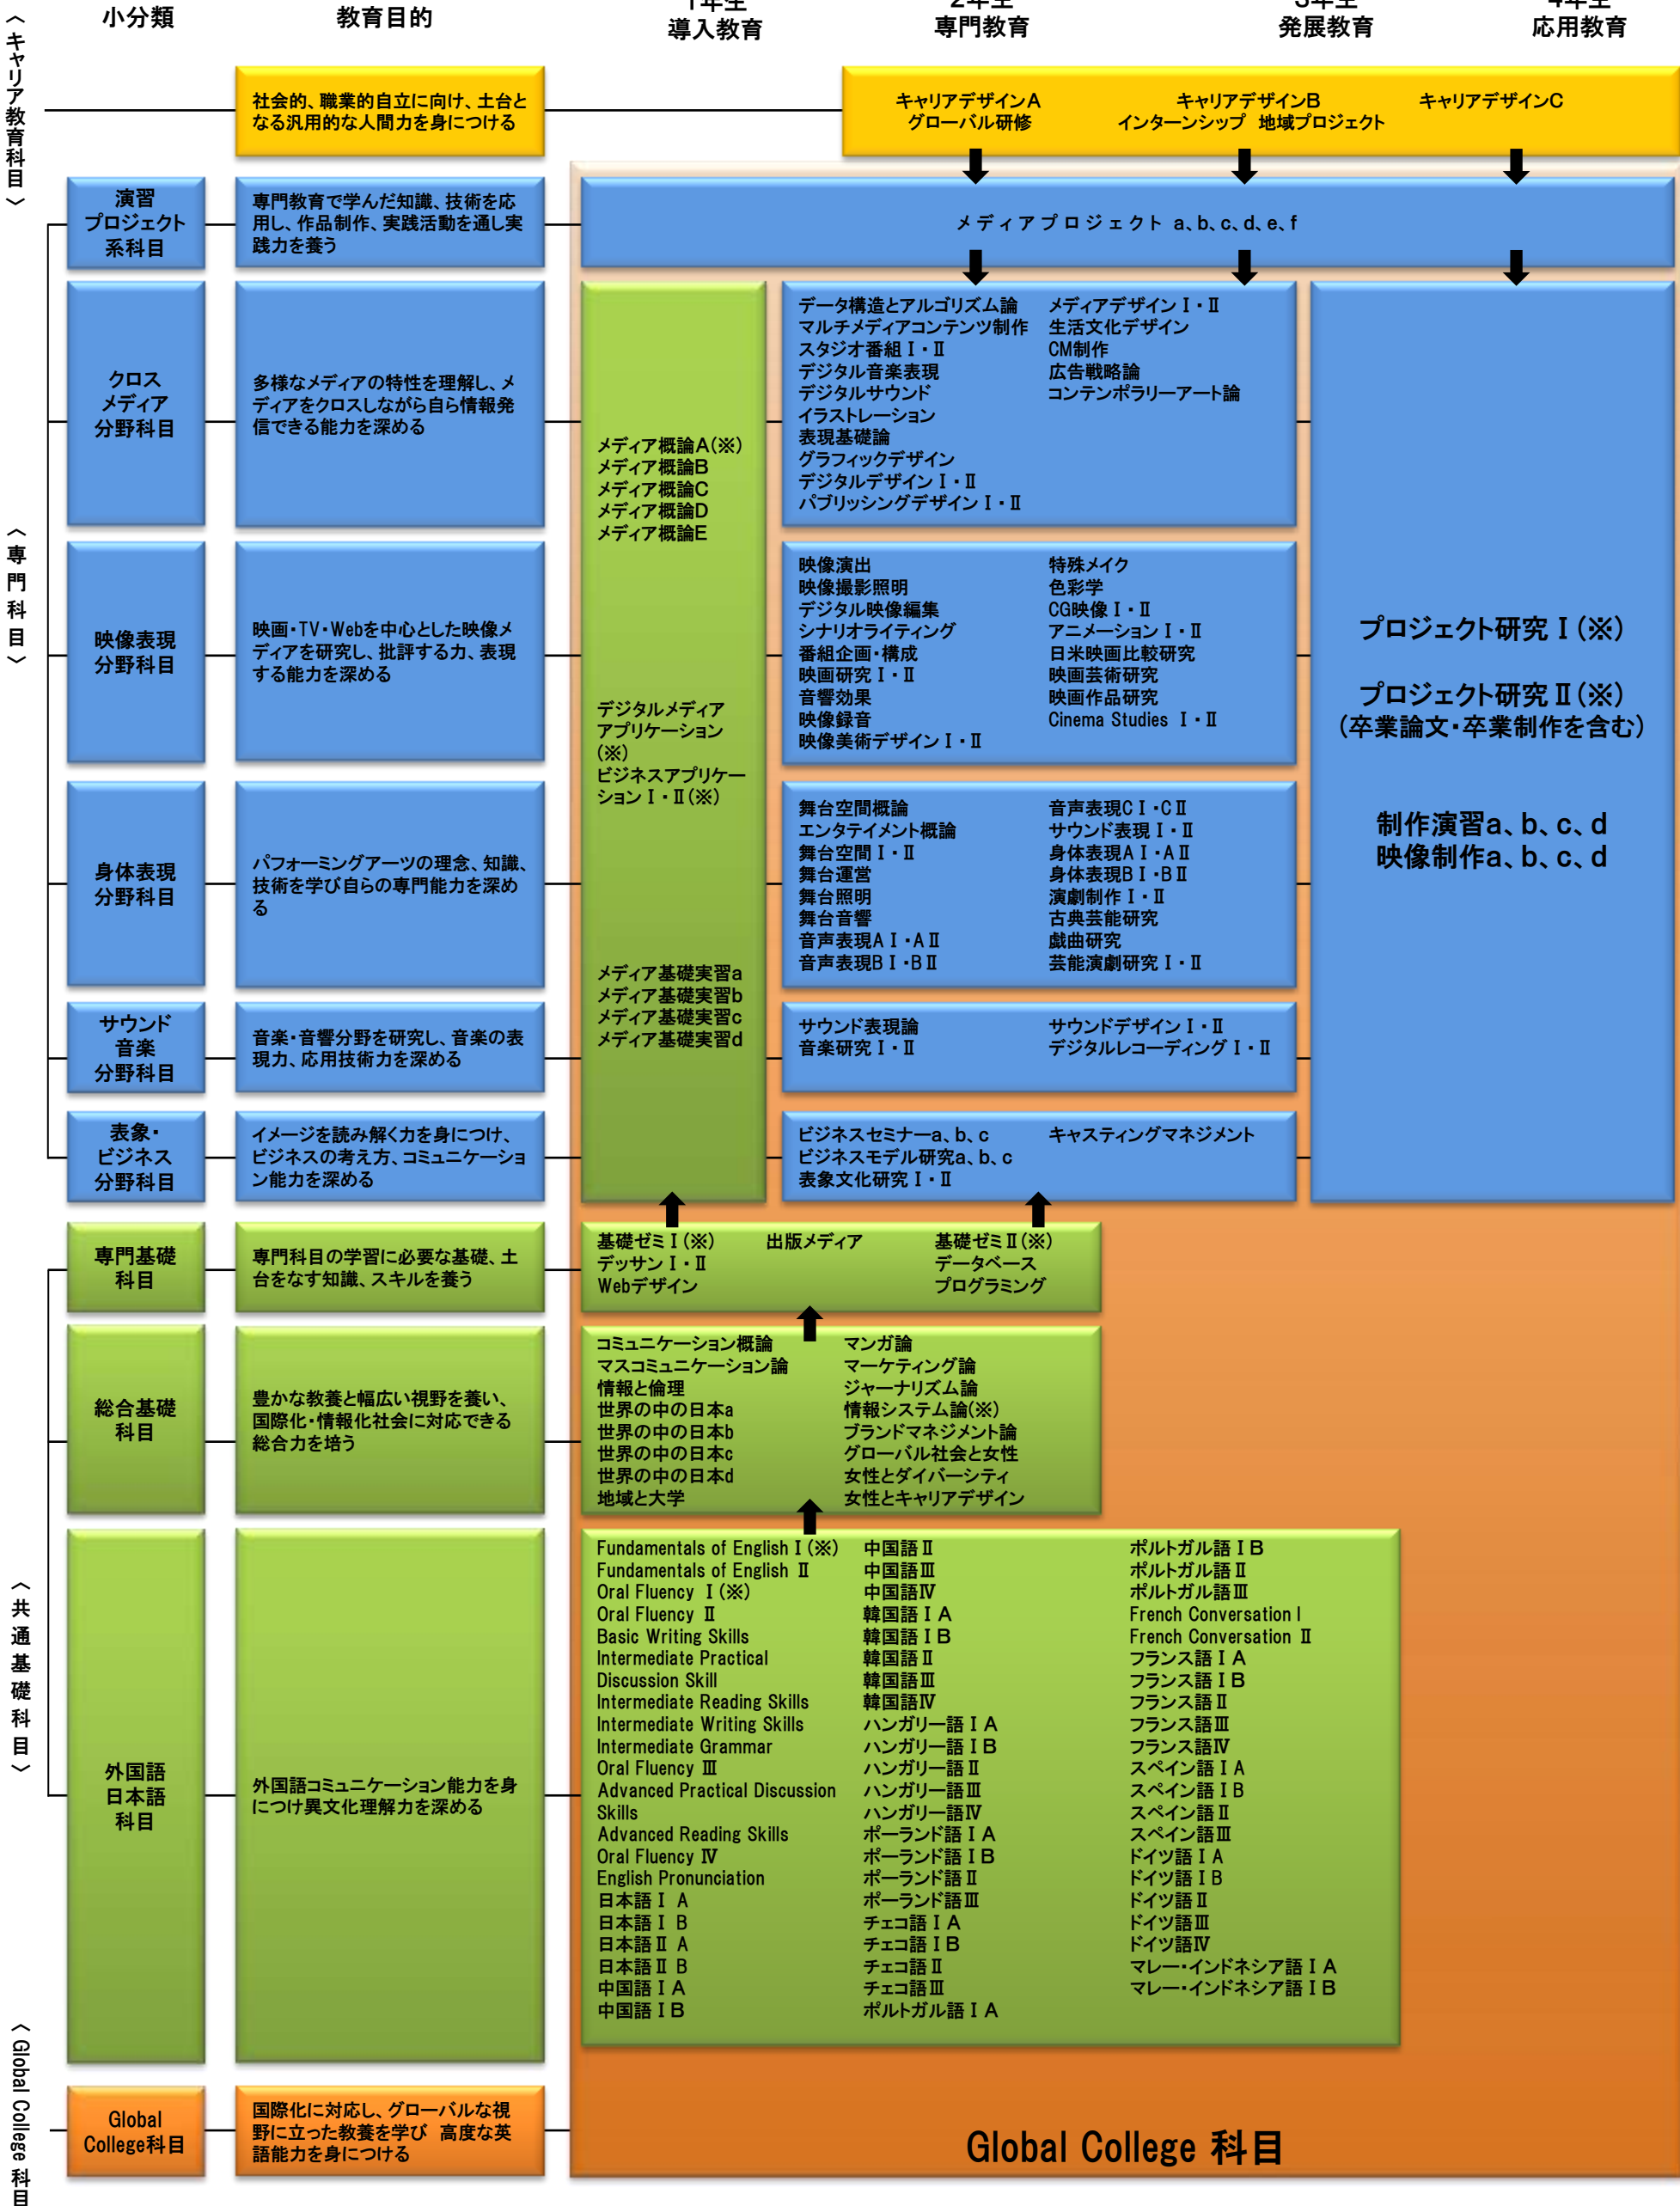 小分類
教育目的
1年生
導入教育
2年生
専門教育
3年生
発展教育
4年生
応用教育
〈キャリア教育科目〉
社会的、職業的自立に向け、土台と
なる汎用的な人間力を身につける
キャリアデザインA
グローバル研修
キャリアデザインB
インターンシップ 地域プロジェクト
キャリアデザインC
〈専門科目〉
演習
プロジェクト
系科目
専門教育で学んだ知識、技術を応
用し、作品制作、実践活動を通し実
践力を養う
メディアプロジェクト a、b、c、d、e、f
クロス
メディア
分野科目
多様なメディアの特性を理解し、メ
ディアをクロスしながら自ら情報発
信できる能力を深める
メディア概論A(※)
メディア概論B
メディア概論C
メディア概論D
メディア概論E
デジタルメディア
アプリケーション
(※)
ビジネスアプリケー
ションⅠ・Ⅱ(※)
メディア基礎実習a
メディア基礎実習b
メディア基礎実習c
メディア基礎実習d
データ構造とアルゴリズム論
マルチメディアコンテンツ制作
スタジオ番組Ⅰ・Ⅱ
デジタル音楽表現
デジタルサウンド
イラストレーション
表現基礎論
グラフィックデザイン
デジタルデザインⅠ・Ⅱ
パブリッシングデザインⅠ・Ⅱ
メディアデザインⅠ・Ⅱ
生活文化デザイン
CM制作
広告戦略論
コンテンポラリーアート論
映像表現
分野科目
映画・TV・Webを中心とした映像メ
ディアを研究し、批評する力、表現
する能力を深める
映像演出
映像撮影照明
デジタル映像編集
シナリオライティング
番組企画・構成
映画研究Ⅰ・Ⅱ
音響効果
映像録音
映像美術デザインⅠ・Ⅱ
特殊メイク
色彩学
CG映像Ⅰ・Ⅱ
アニメーションⅠ・Ⅱ
日米映画比較研究
映画芸術研究
映画作品研究
Cinema Studies Ⅰ・Ⅱ
プロジェクト研究Ⅰ(※)
プロジェクト研究Ⅱ(※)
(卒業論文・卒業制作を含む)
制作演習a、b、c、d
映像制作a、b、c、d
身体表現
分野科目
パフォーミングアーツの理念、知識、
技術を学び自らの専門能力を深め
る
舞台空間概論
エンタテイメント概論
舞台空間Ⅰ・Ⅱ
舞台運営
舞台照明
舞台音響
音声表現AⅠ・AⅡ
音声表現BⅠ・BⅡ
音声表現CⅠ・CⅡ
サウンド表現Ⅰ・Ⅱ
身体表現AⅠ・AⅡ
身体表現BⅠ・BⅡ
演劇制作Ⅰ・Ⅱ
古典芸能研究
戯曲研究
芸能演劇研究Ⅰ・Ⅱ
サウンド
音楽
分野科目
音楽・音響分野を研究し、音楽の表
現力、応用技術力を深める
サウンド表現論
音楽研究Ⅰ・Ⅱ
サウンドデザインⅠ・Ⅱ
デジタルレコーディングⅠ・Ⅱ
表象・
ビジネス
分野科目
イメージを読み解く力を身につけ、
ビジネスの考え方、コミュニケーショ
ン能力を深める
ビジネスセミナーa、b、c
ビジネスモデル研究a、b、c
表象文化研究Ⅰ・Ⅱ
キャスティングマネジメント
〈共通基礎科目〉
専門基礎
科目
専門科目の学習に必要な基礎、土
台をなす知識、スキルを養う
基礎ゼミⅠ(※)
デッサンⅠ・Ⅱ
Webデザイン
出版メディア
基礎ゼミⅡ(※)
データベース
プログラミング
総合基礎
科目
豊かな教養と幅広い視野を養い、
国際化・情報化社会に対応できる
総合力を培う
コミュニケーション概論
マスコミュニケーション論
情報と倫理
世界の中の日本a
世界の中の日本b
世界の中の日本c
世界の中の日本d
地域と大学
マンガ論
マーケティング論
ジャーナリズム論
情報システム論(※)
ブランドマネジメント論
グローバル社会と女性
女性とダイバーシティ
女性とキャリアデザイン
外国語
日本語
科目
外国語コミュニケーション能力を身
につけ異文化理解力を深める
Fundamentals of EnglishⅠ(※)
Fundamentals of English Ⅱ
Oral Fluency Ⅰ(※)
Oral Fluency Ⅱ
Basic Writing Skills
Intermediate Practical
Discussion Skill
Intermediate Reading Skills
Intermediate Writing Skills
Intermediate Grammar
Oral Fluency Ⅲ
Advanced Practical Discussion
Skills
Advanced Reading Skills
Oral Fluency Ⅳ
English Pronunciation
日本語Ⅰ A
日本語Ⅰ B
日本語Ⅱ A
日本語Ⅱ B
中国語ⅠA
中国語ⅠB
中国語Ⅱ
中国語Ⅲ
中国語Ⅳ
韓国語ⅠA
韓国語ⅠB
韓国語Ⅱ
韓国語Ⅲ
韓国語Ⅳ
ハンガリー語ⅠA
ハンガリー語ⅠB
ハンガリー語Ⅱ
ハンガリー語Ⅲ
ハンガリー語Ⅳ
ポーランド語ⅠA
ポーランド語ⅠB
ポーランド語Ⅱ
ポーランド語Ⅲ
チェコ語ⅠA
チェコ語ⅠB
チェコ語Ⅱ
チェコ語Ⅲ
ポルトガル語ⅠA
ポルトガル語ⅠB
ポルトガル語Ⅱ
ポルトガル語Ⅲ
French ConversationⅠ
French Conversation Ⅱ
フランス語ⅠA
フランス語ⅠB
フランス語Ⅱ
フランス語Ⅲ
フランス語Ⅳ
スペイン語ⅠA
スペイン語ⅠB
スペイン語Ⅱ
スペイン語Ⅲ
ドイツ語ⅠA
ドイツ語ⅠB
ドイツ語Ⅱ
ドイツ語Ⅲ
ドイツ語Ⅳ
マレー・インドネシア語ⅠA
マレー・インドネシア語ⅠB
〈Global College 科目
Global
College科目
国際化に対応し、グローバルな視
野に立った教養を学び 高度な英
語能力を身につける
Global College 科目